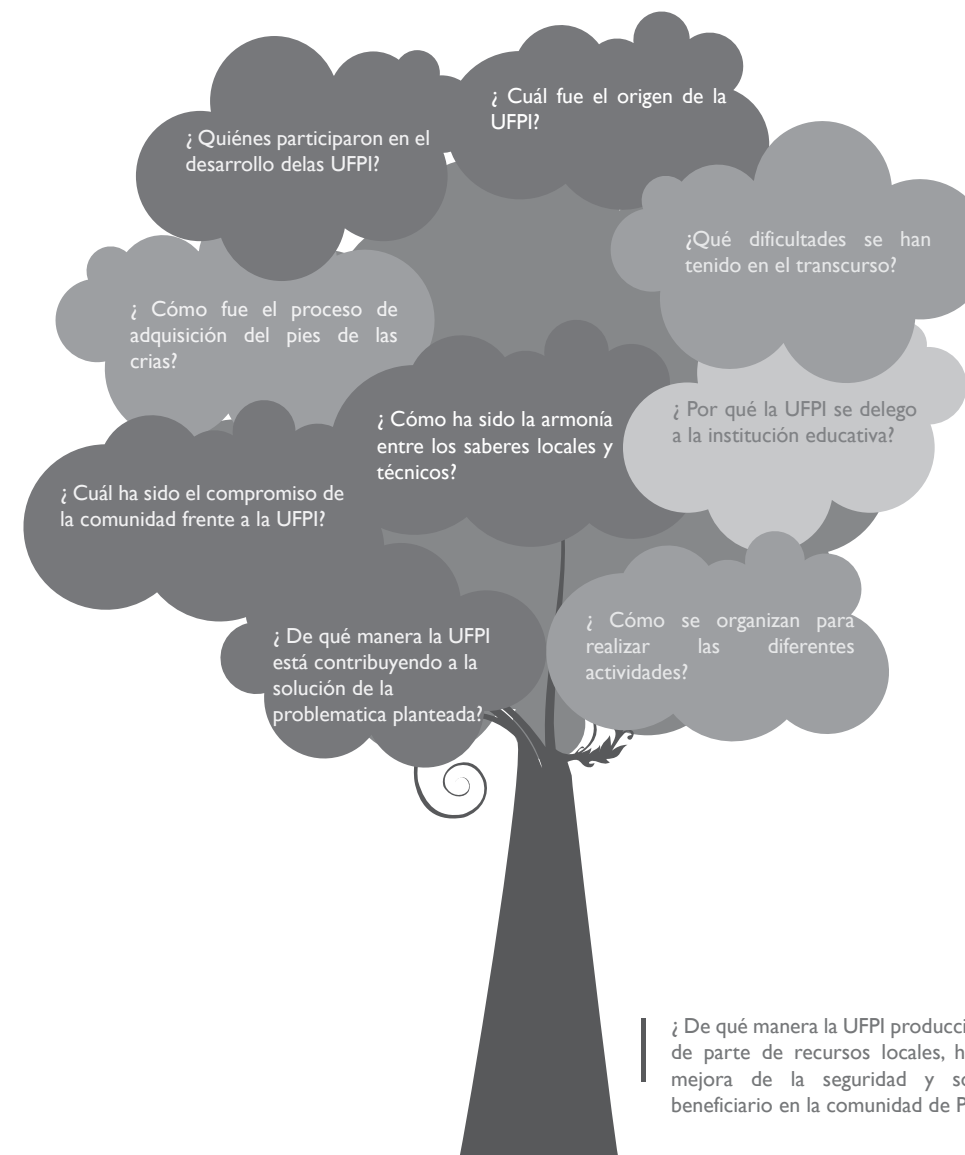 ¿ Cuál fue el origen de la
UFPI?
¿ Quiénes participaron en el
desarrollo delas UFPI?
¿Qué dificultades se han
tenido en el transcurso?
¿ Cómo fue el proceso de
adquisición del pies de las
crias?
¿ Cómo ha sido la armonía
entre los saberes locales y
técnicos?
¿ Por qué la UFPI se delego
a la institución educativa?
¿ Cuál ha sido el compromiso de
la comunidad frente a la UFPI?
¿ De qué manera la UFPI
está contribuyendo a la
solución de la
problematica planteada?
¿ Cómo se organizan para
realizar las diferentes
actividades?
¿ De qué manera la UFPI
de parte de recursos locales,
mejora de la seguridad y
beneficiario en la comunidad de